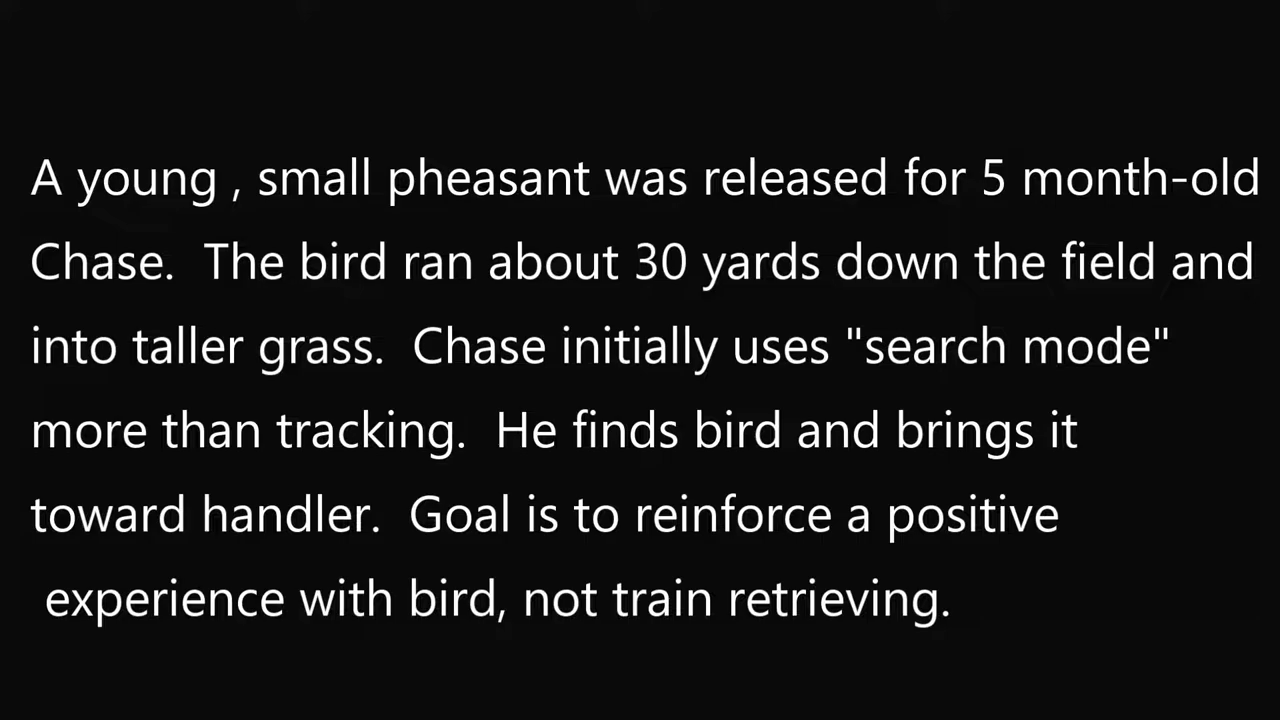 A young , small pheasant was released for 5 month-old
Chase.  The bird ran about 30 yards down the field and
into taller grass.  Chase initially uses "search mode"
more than tracking.  He finds bird and brings it
toward handler.  Goal is to reinforce a positive
experience with bird, not train retrieving.